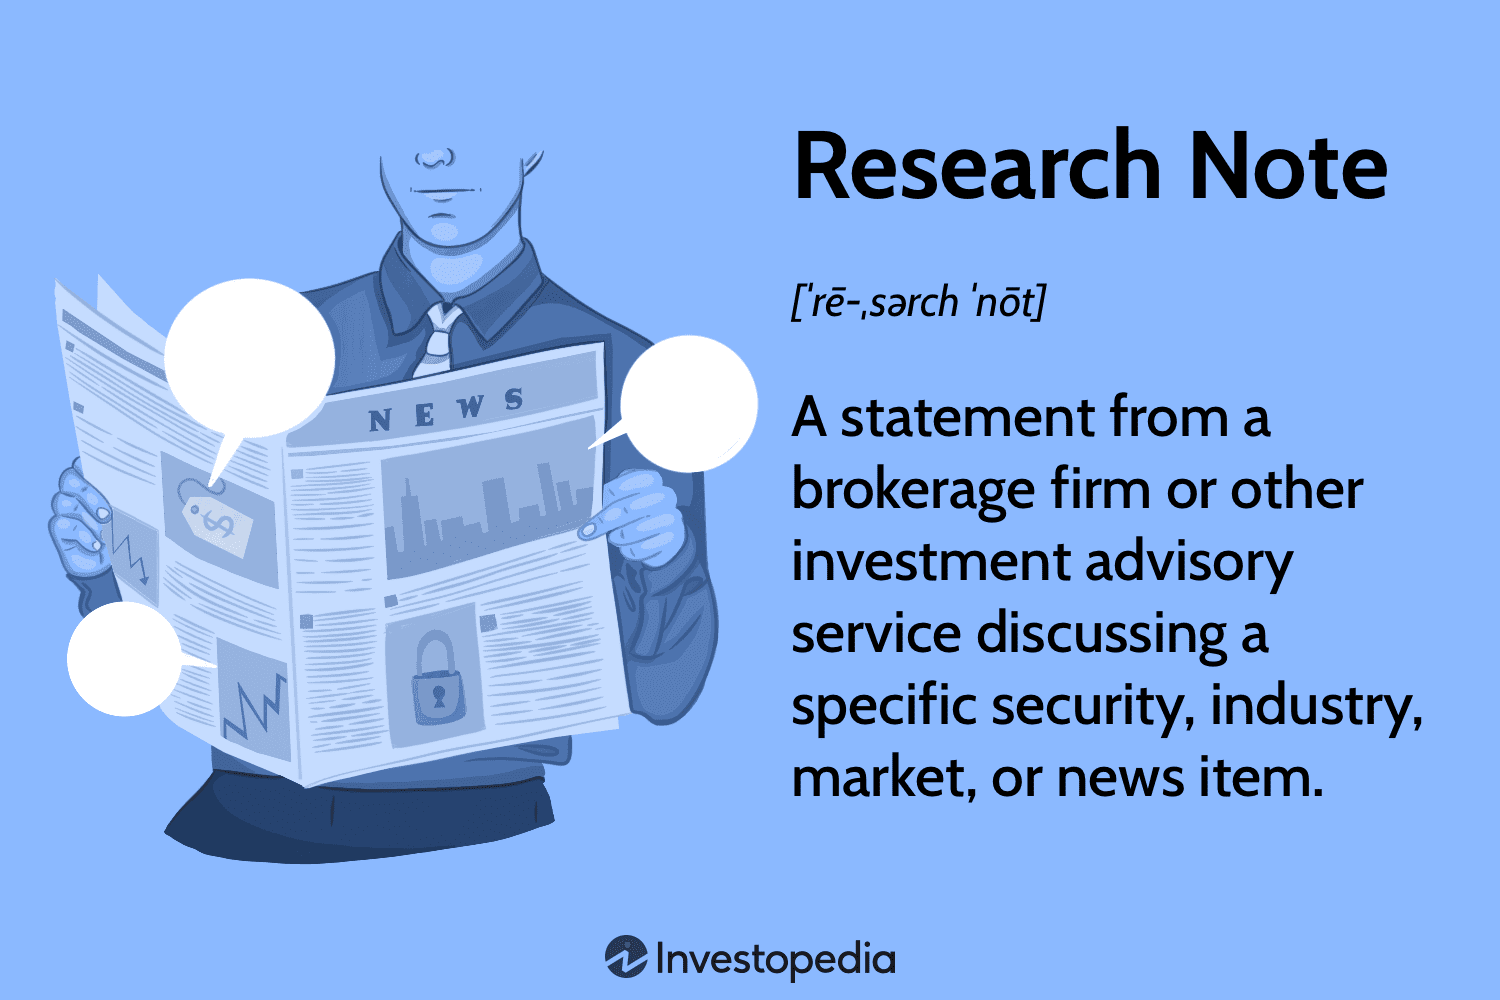 Research Note
[ˈrē-ˌsərch ˈnōt]
A statement from a
brokerage firm or other
investment advisory
service discussing a
specific security, industry,
market, or news item.
NEWS
$
Investopedia